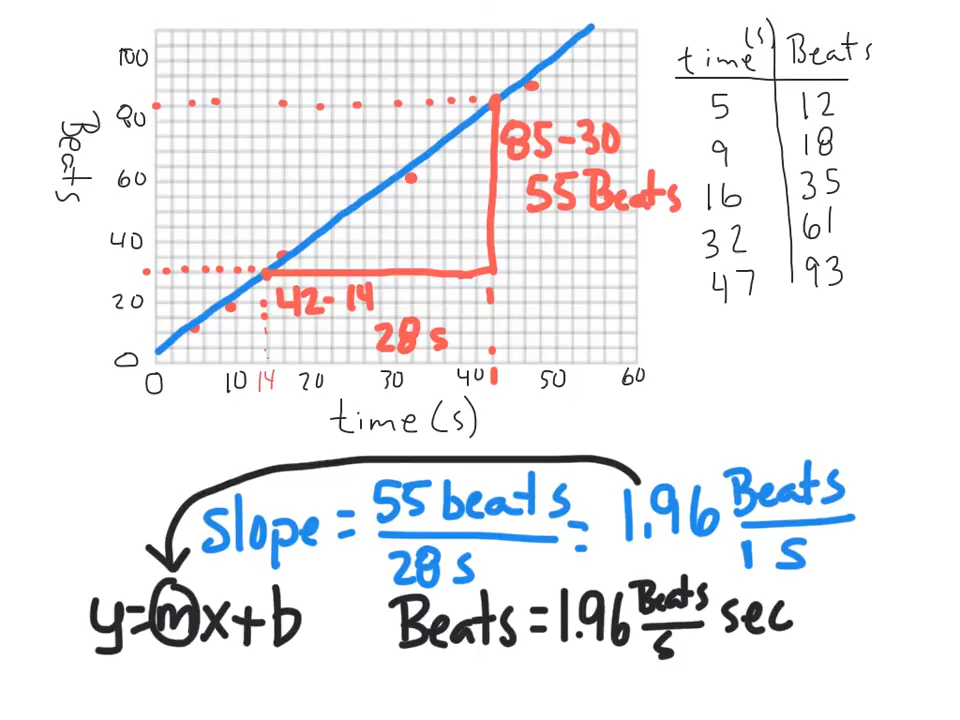 100
80
60
40
20
0
Beats
85-30
55 Beats
42-14
28 s
0 10 14 20 30 40 50 60
time (s)
time (s) Beats
5 12
9 18
16 35
32 61
47 93
slope = 55 beats / 28 s = 1.96 Beats / 1 s
y=mx+b Beats = 1.96 Beats / s sec